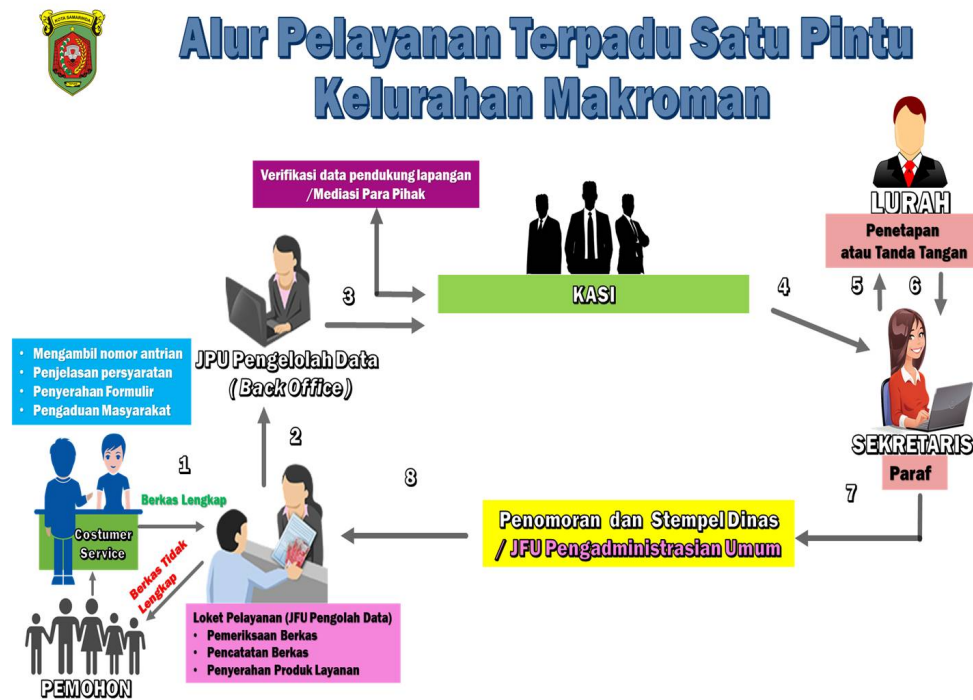 KOTA SAMARINDA
Alur Pelayanan Terpadu Satu Pintu
Kelurahan Makroman
Verifikasi data pendukung lapangan
/Mediasi Para Pihak
LURAH
Penetapan
atau Tanda Tangan
3
KASI
4
5
6
JPU Pengelolah Data
(Back Office)
• Mengambil nomor antrian
• Penjelasan persyaratan
• Penyerahan Formulir
• Pengaduan Masyarakat
2
1
Berkas Lengkap
Costumer
Service
Berkas Tidak
Lengkap
PEMOHON
Loket Pelayanan (JFU Pengolah Data)
• Pemeriksaan Berkas
• Pencatatan Berkas
• Penyerahan Produk Layanan
8
Penomoran dan Stempel Dinas
/ JFU Pengadministrasian Umum
SEKRETARIS
Paraf
7